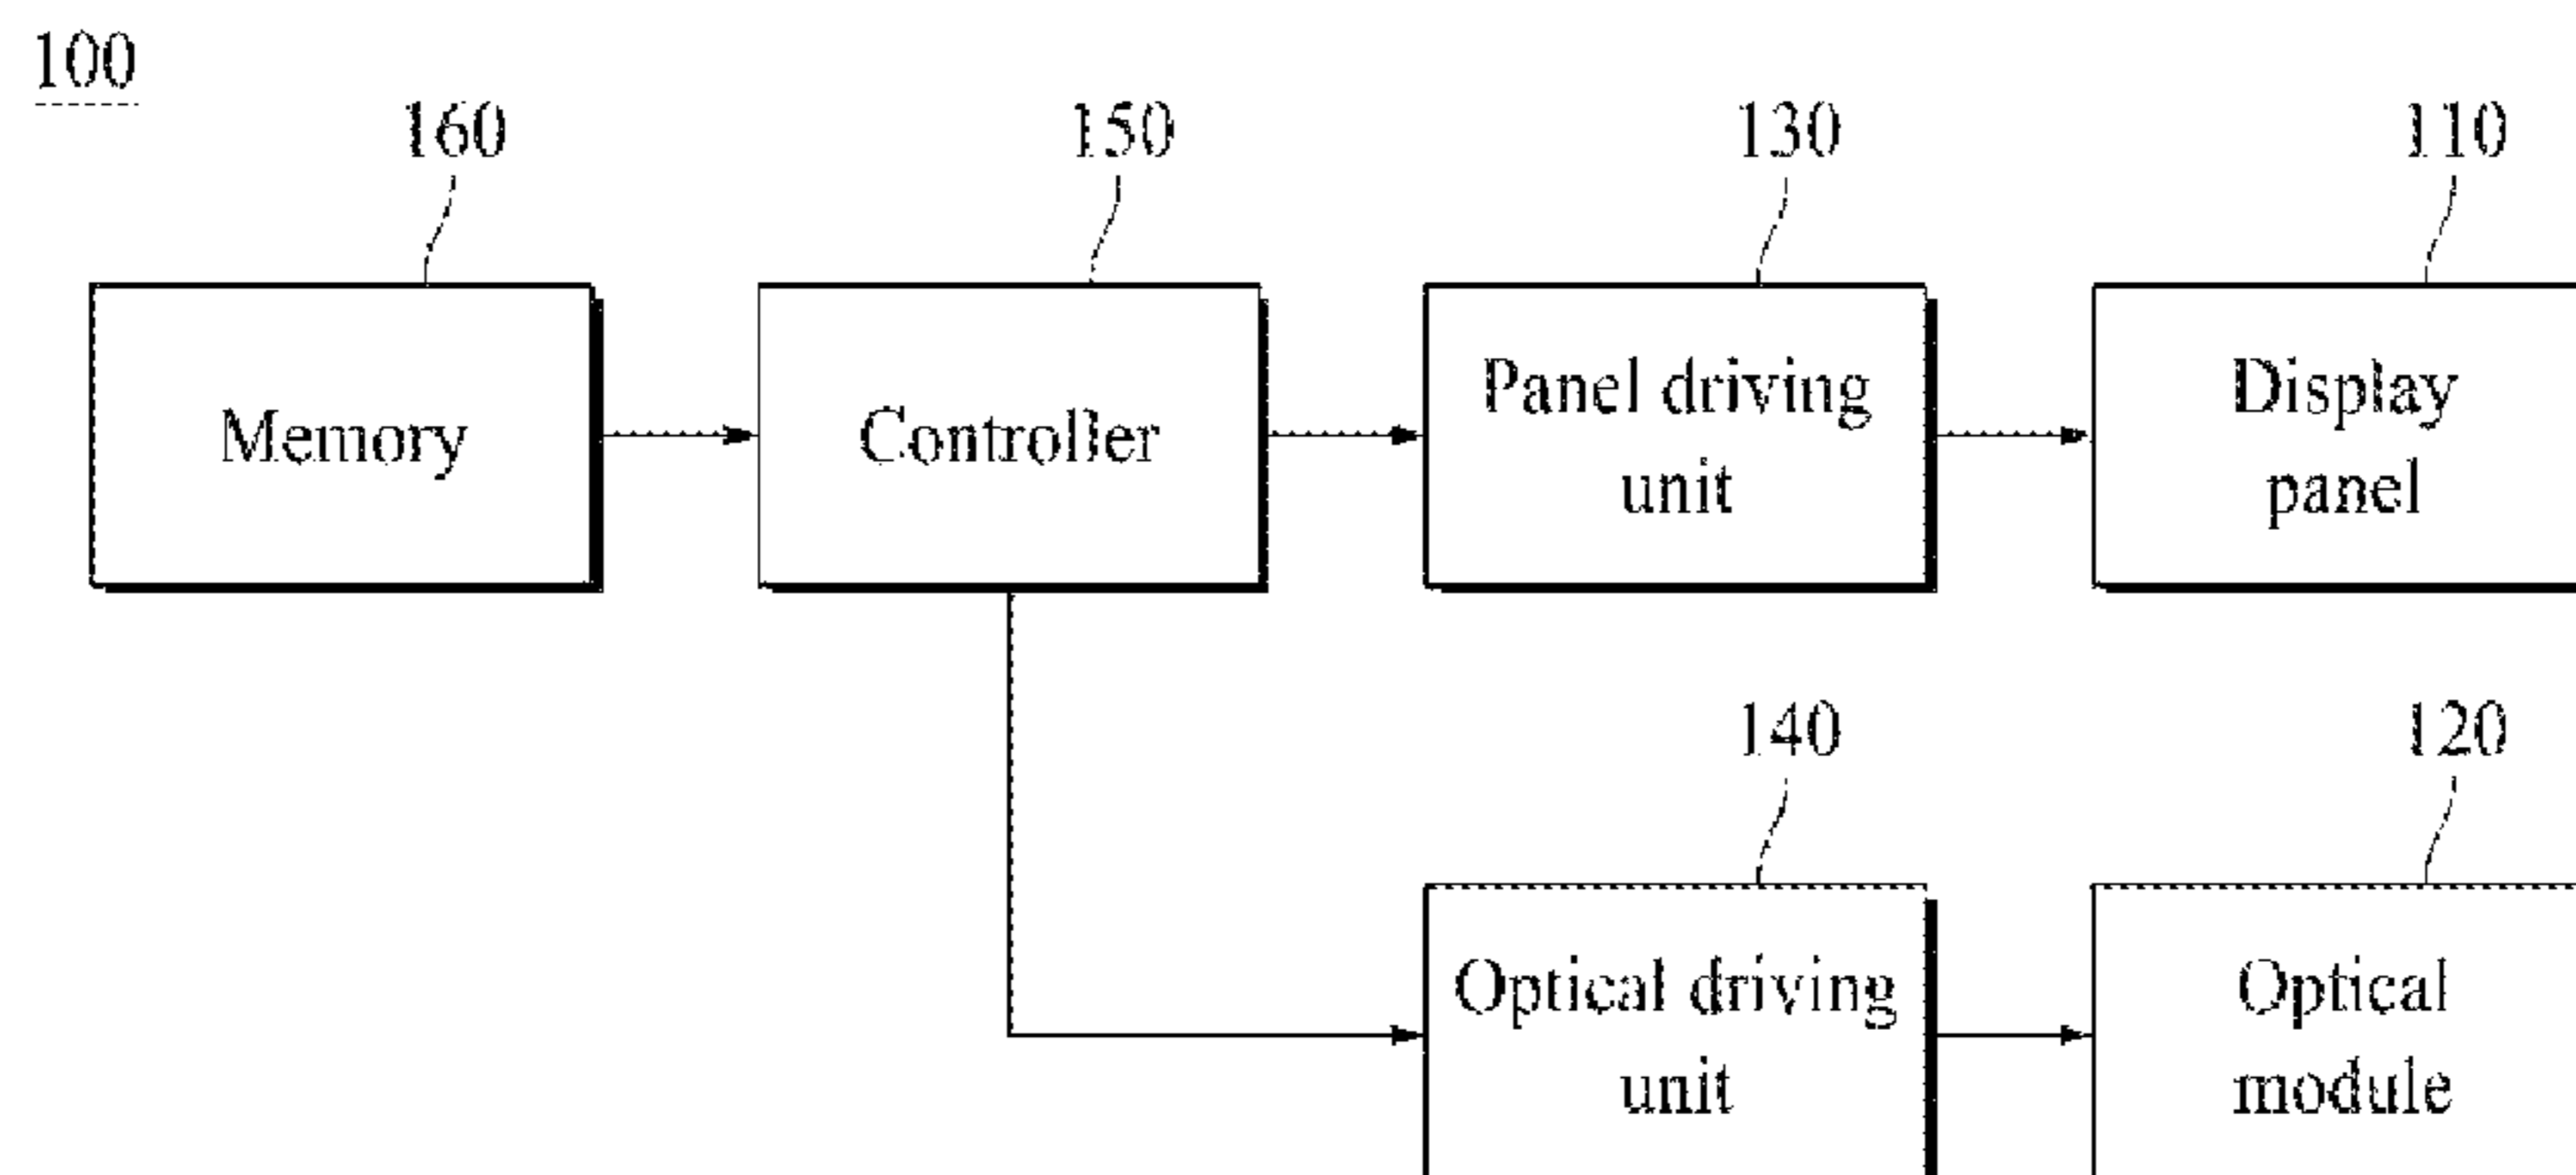 100
160
150
130
110
Memory
Controller
Panel driving
unit
Display
panel
140
120
Optical driving
unit
Optical
module